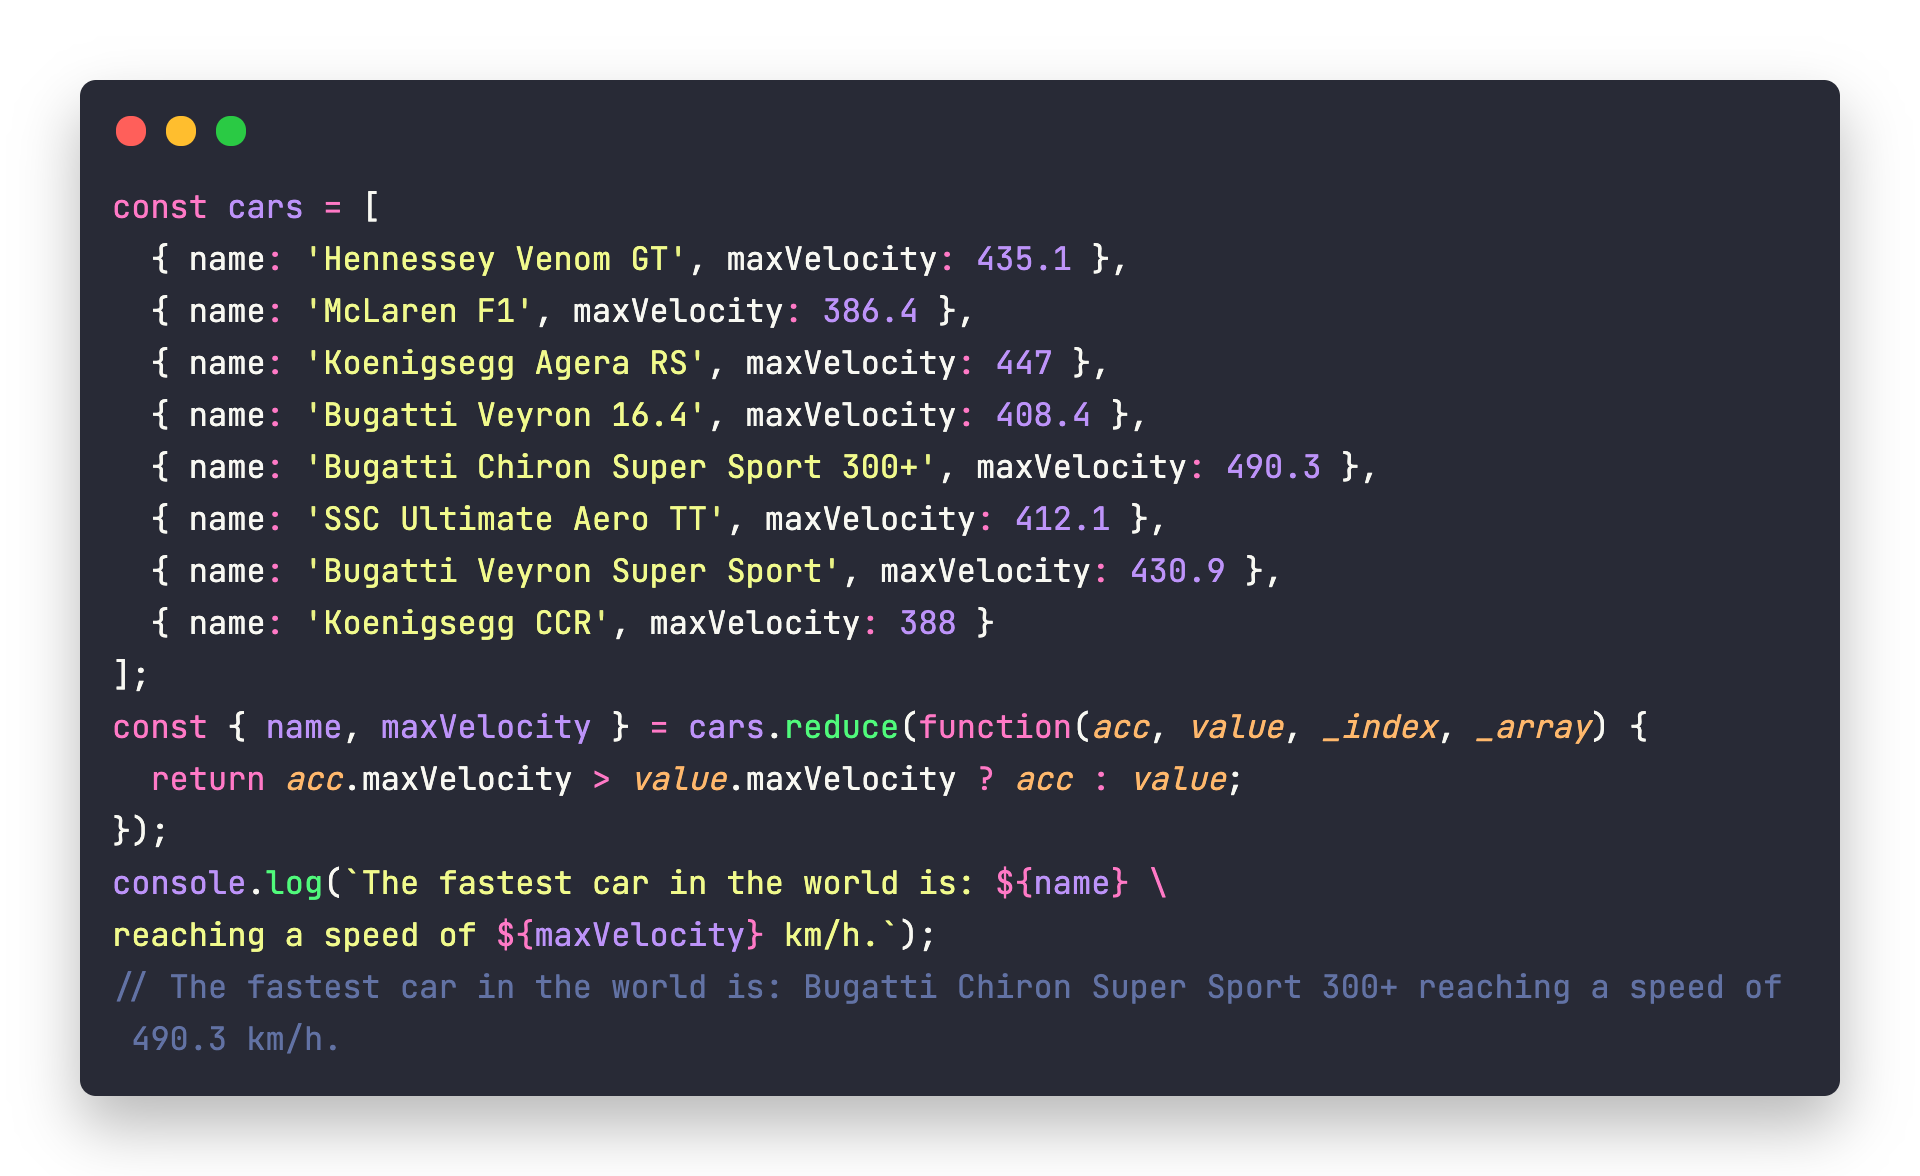 const cars = [
  { name: 'Hennessey Venom GT', maxVelocity: 435.1 },
  { name: 'McLaren F1', maxVelocity: 386.4 },
  { name: 'Koenigsegg Agera RS', maxVelocity: 447 },
  { name: 'Bugatti Veyron 16.4', maxVelocity: 408.4 },
  { name: 'Bugatti Chiron Super Sport 300+', maxVelocity: 490.3 },
  { name: 'SSC Ultimate Aero TT', maxVelocity: 412.1 },
  { name: 'Bugatti Veyron Super Sport', maxVelocity: 430.9 },
  { name: 'Koenigsegg CCR', maxVelocity: 388 }
];
const { name, maxVelocity } = cars.reduce(function(acc, value, _index, _array) {
  return acc.maxVelocity > value.maxVelocity ? acc : value;
});
console.log(`The fastest car in the world is: ${name} \
reaching a speed of ${maxVelocity} km/h.`);
// The fastest car in the world is: Bugatti Chiron Super Sport 300+ reaching a speed of
 490.3 km/h.